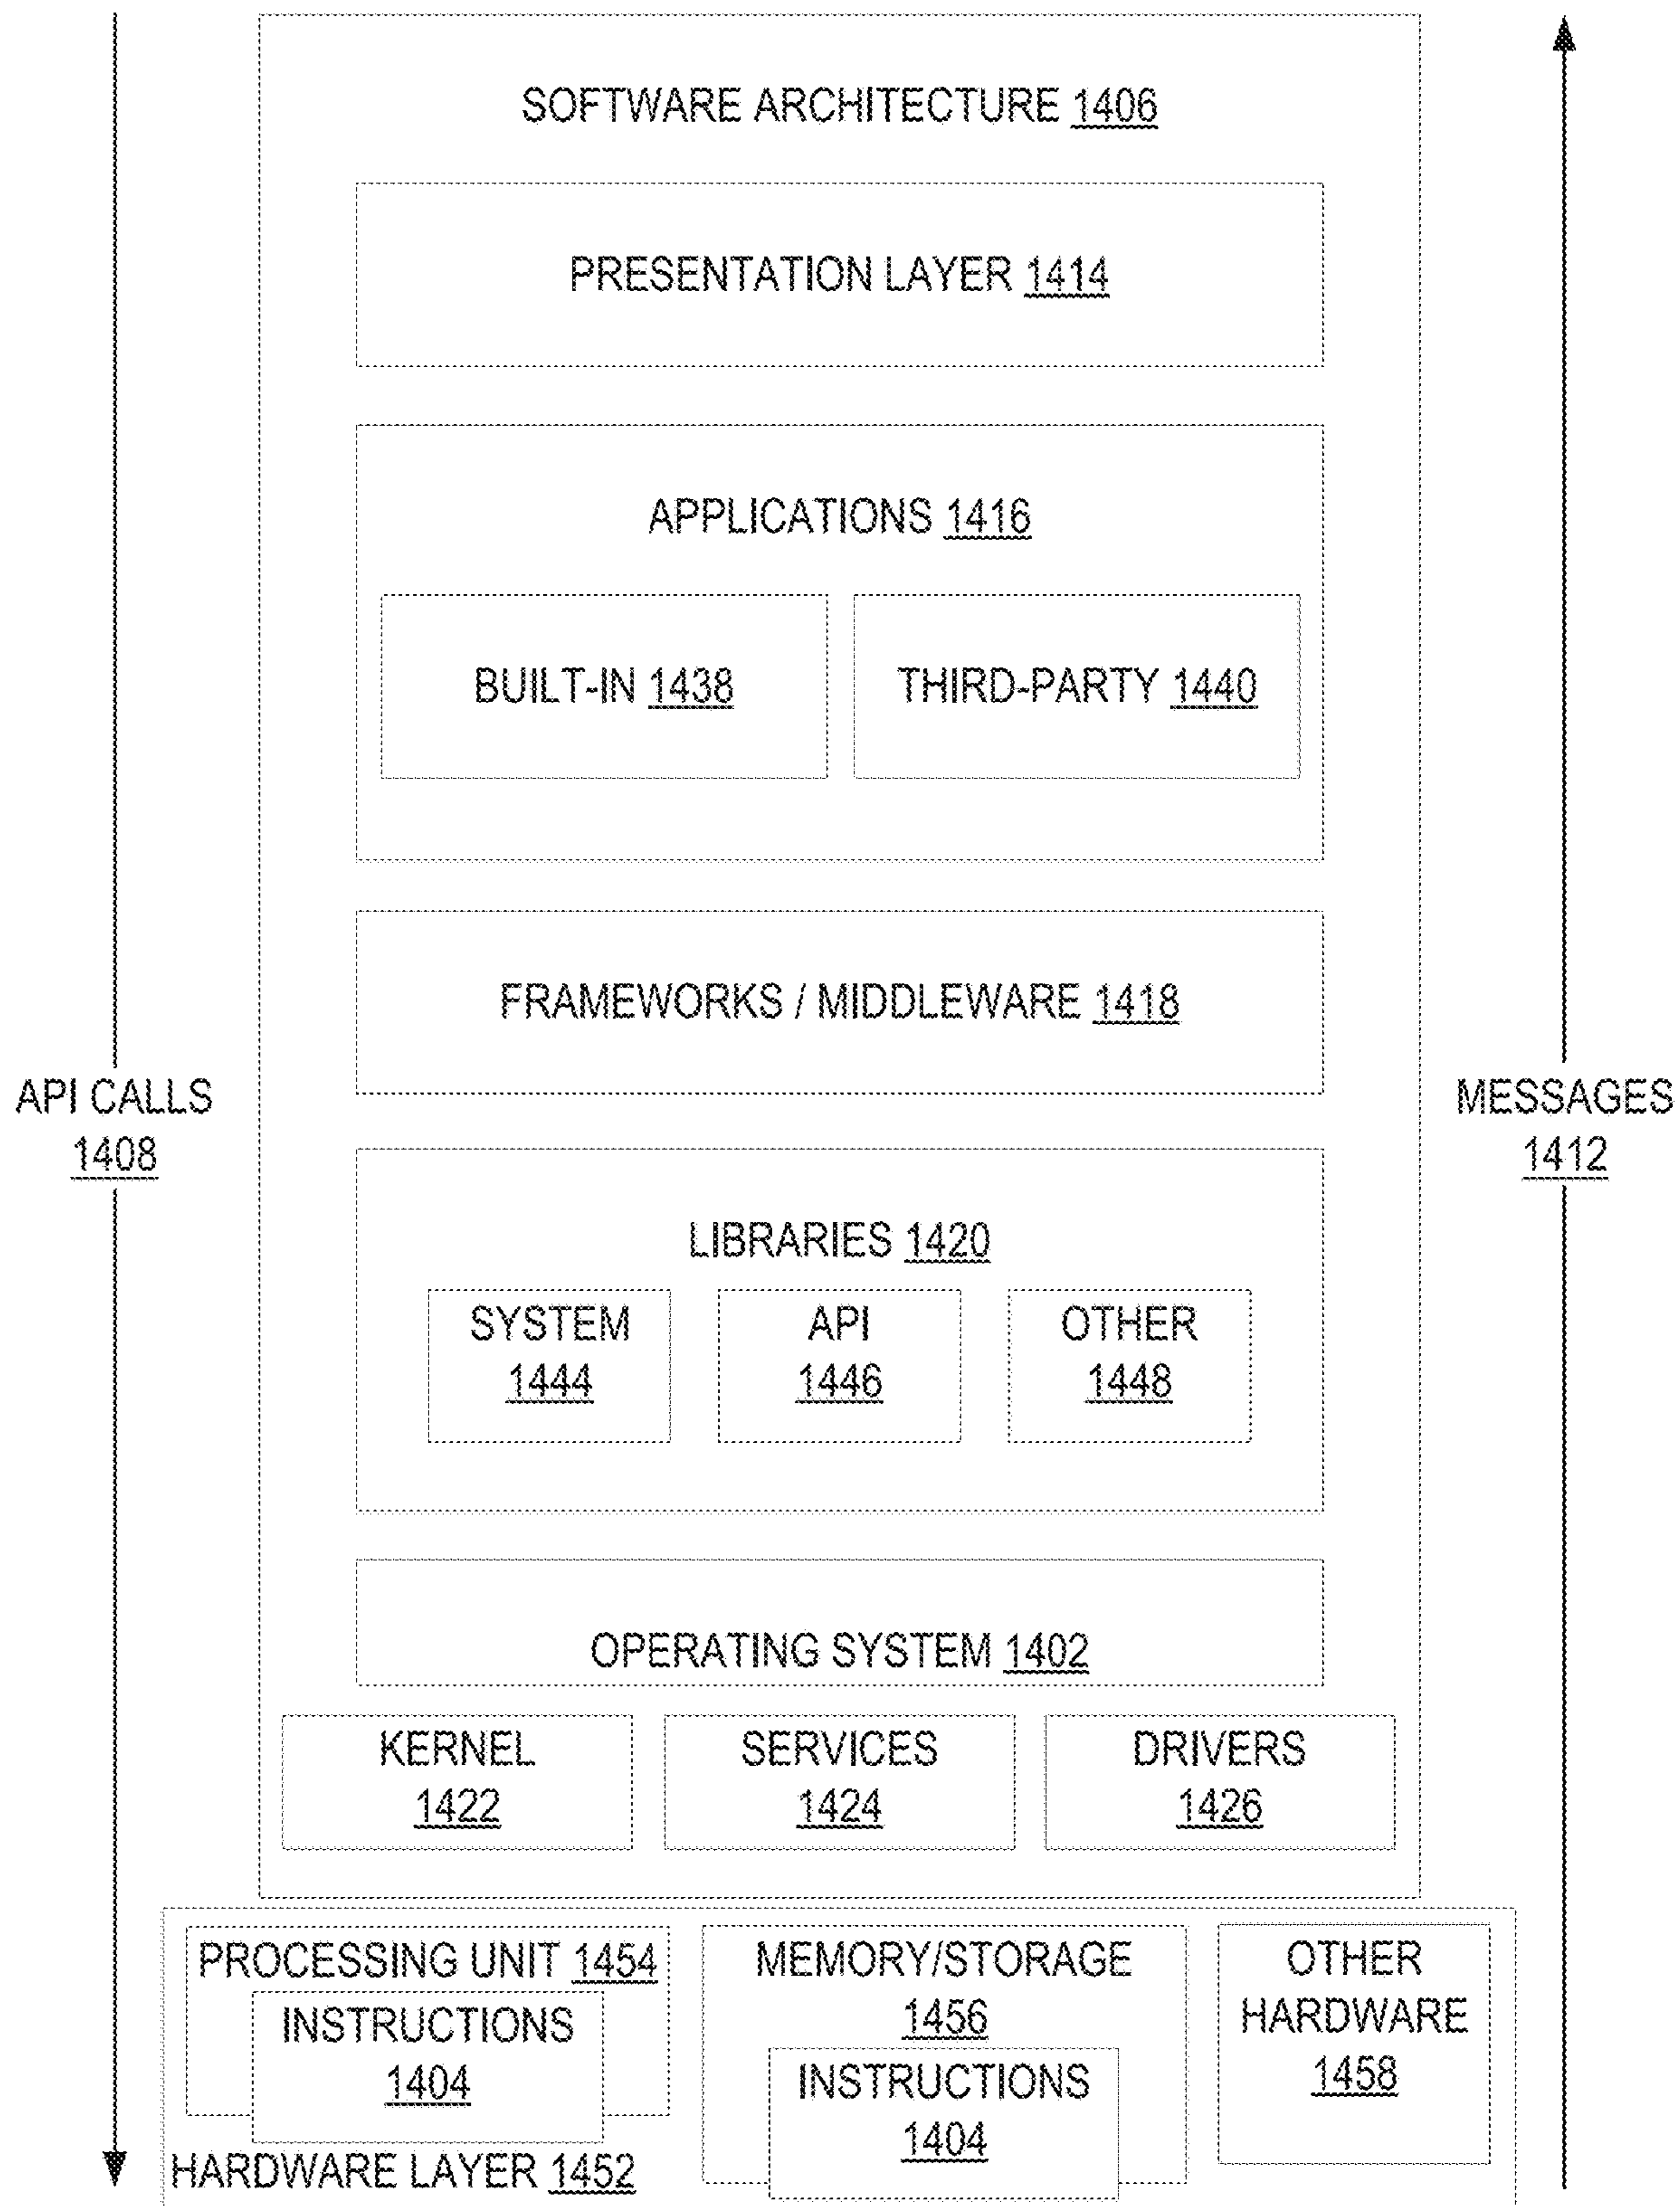 SOFTWARE ARCHITECTURE 1406
PRESENTATION LAYER 1414
APPLICATIONS 1416
BUILT-IN 1438
THIRD-PARTY 1440
FRAMEWORKS / MIDDLEWARE 1418
API CALLS
1408
MESSAGES
1412
LIBRARIES 1420
SYSTEM
1444
API
1446
OTHER
1448
OPERATING SYSTEM 1402
KERNEL
1422
SERVICES
1424
DRIVERS
1426
PROCESSING UNIT 1454
INSTRUCTIONS
1404
MEMORY/STORAGE
1456
INSTRUCTIONS
1404
OTHER
HARDWARE
1458
HARDWARE LAYER 1452